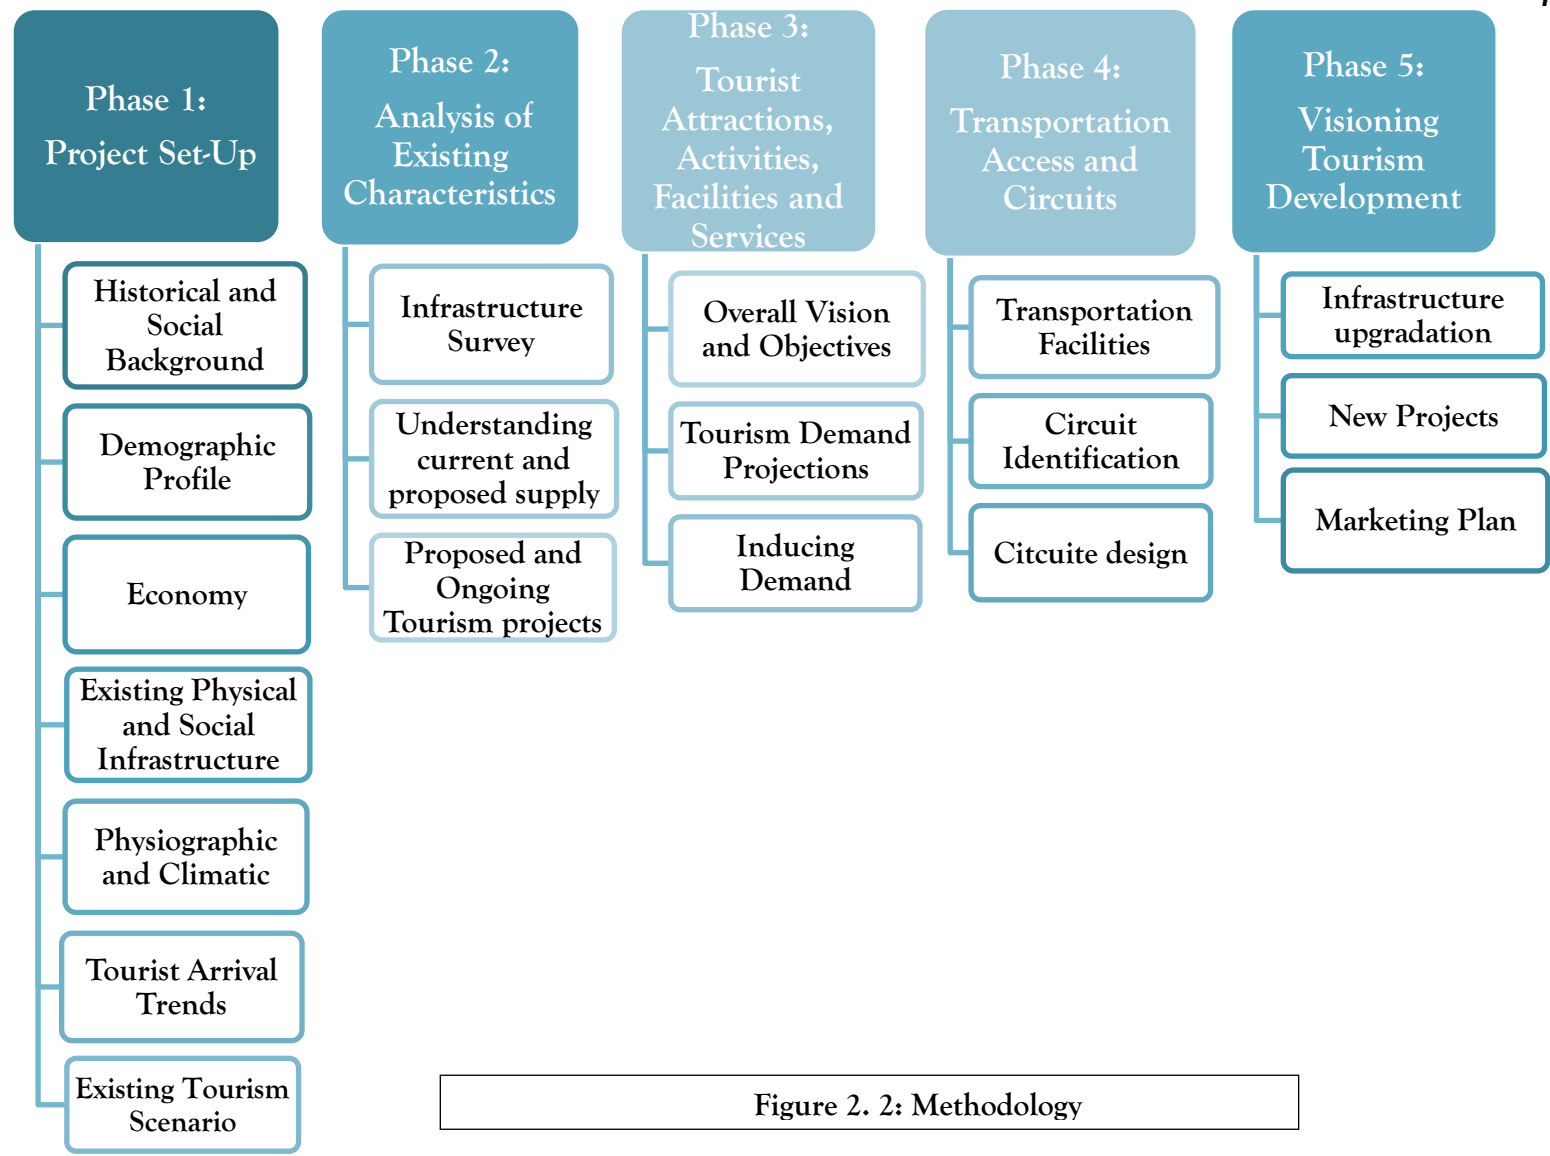 Phase 1:
Project Set-Up
Historical and
Social
Background
Demographic
Profile
Economy
Existing Physical
and Social
Infrastructure
Physiographic
and Climatic
Tourist Arrival
Trends
Existing Tourism
Scenario
Phase 2:
Analysis of
Existing
Characteristics
Infrastructure
Survey
Understanding
current and
proposed supply
Proposed and
Ongoing
Tourism projects
Phase 3:
Tourist
Attractions,
Activities,
Facilities and
Services
Overall Vision
and Objectives
Tourism Demand
Projections
Inducing
Demand
Phase 4:
Transportation
Access and
Circuits
Transportation
Facilities
Circuit
Identification
Citcuite design
Phase 5:
Visioning
Tourism
Development
Infrastructure
upgradation
New Projects
Marketing Plan
Figure 2. 2: Methodology